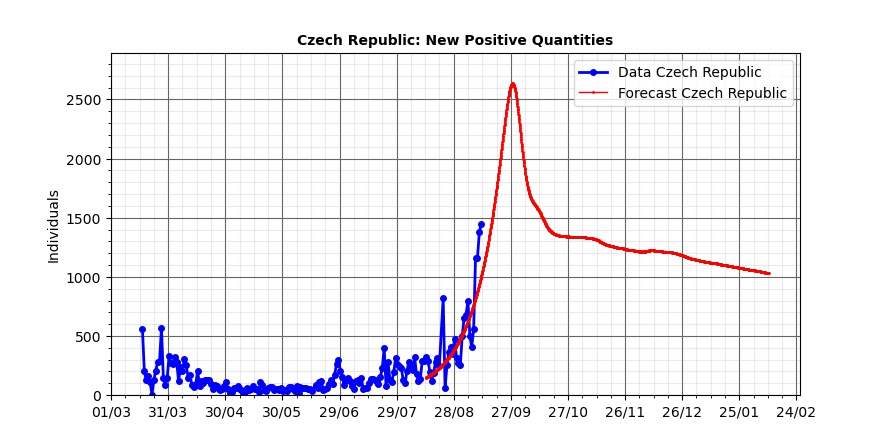 Czech Republic: New Positive Quantities
Data Czech Republic
Forecast Czech Republic
Individuals
2500
2000
1500
1000
500
0
01/03 31/03 30/04 30/05 29/06 29/07 28/08 27/09 27/10 26/11 26/12 25/01 24/02